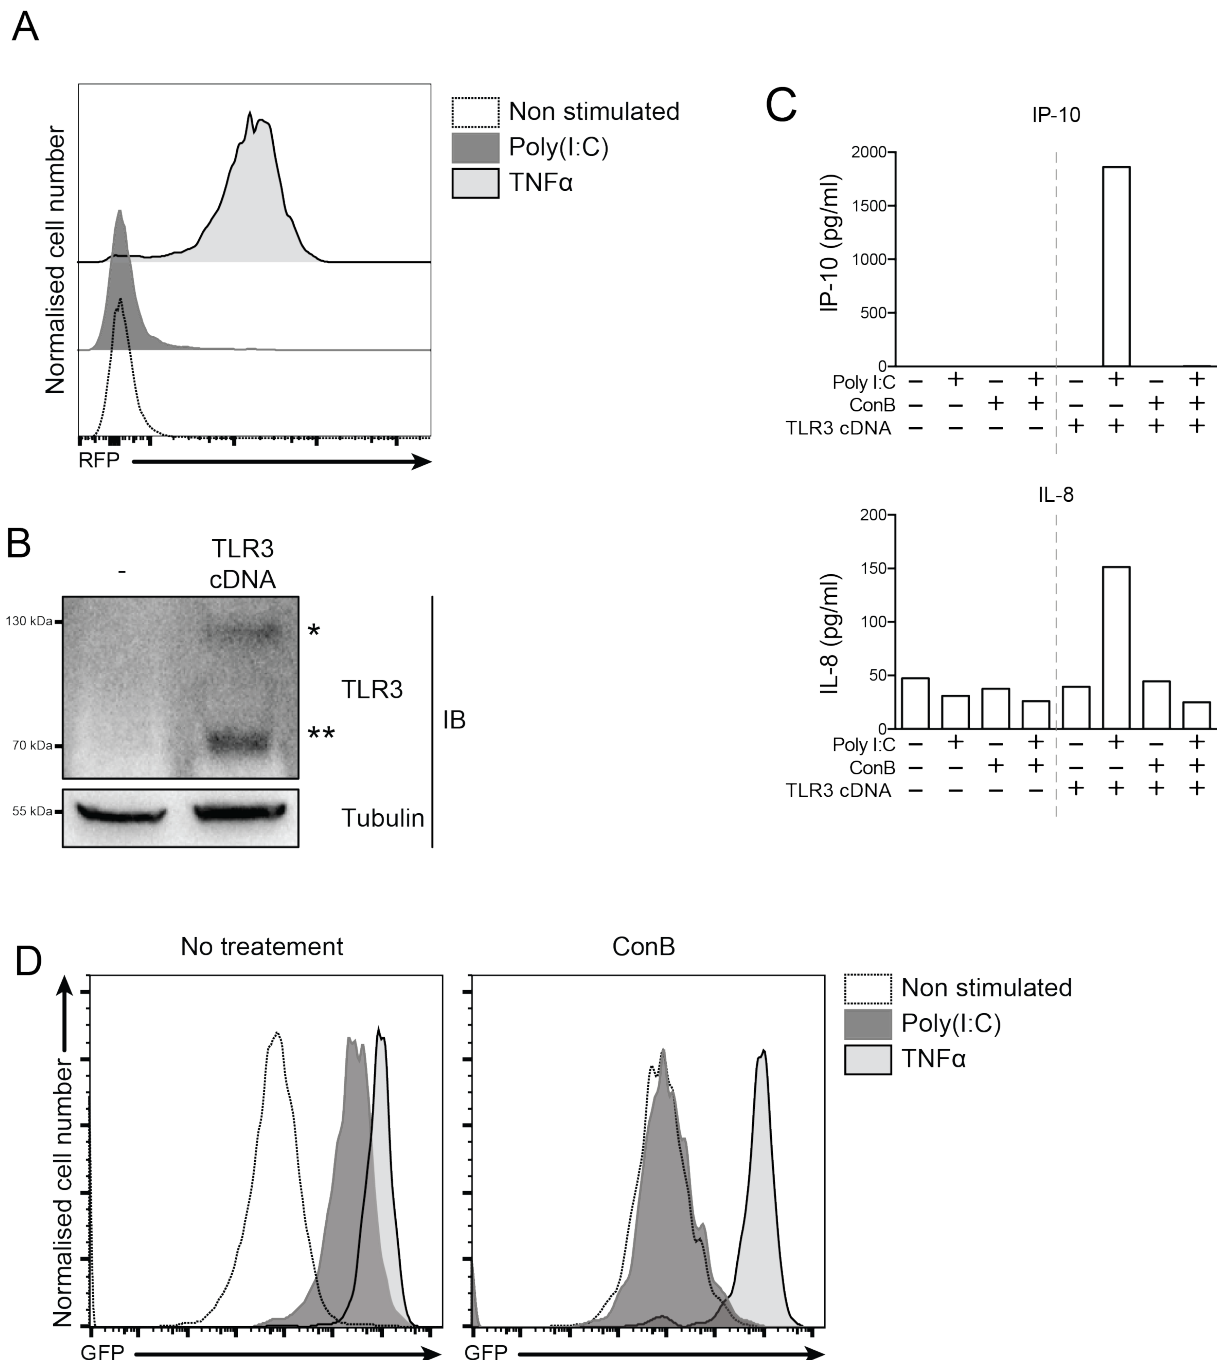 A
Normalised cell number
RFP
Non stimulated
Poly(I:C)
TNFα
B
-
TLR3
cDNA
130 kDa
*
TLR3
**
70 kDa
IB
55 kDa
Tubulin
C
IP-10
IP-10 (pg/ml)
2000
1500
1000
500
0
Poly I:C – + – + – + – +
ConB – – + + – – + +
TLR3 cDNA – – – – + + + +
IL-8
IL-8 (pg/ml)
200
150
100
50
0
Poly I:C – + – + – + – +
ConB – – + + – – + +
TLR3 cDNA – – – – + + + +
D
No treatement
ConB
Normalised cell number
GFP
GFP
Non stimulated
Poly(I:C)
TNFα